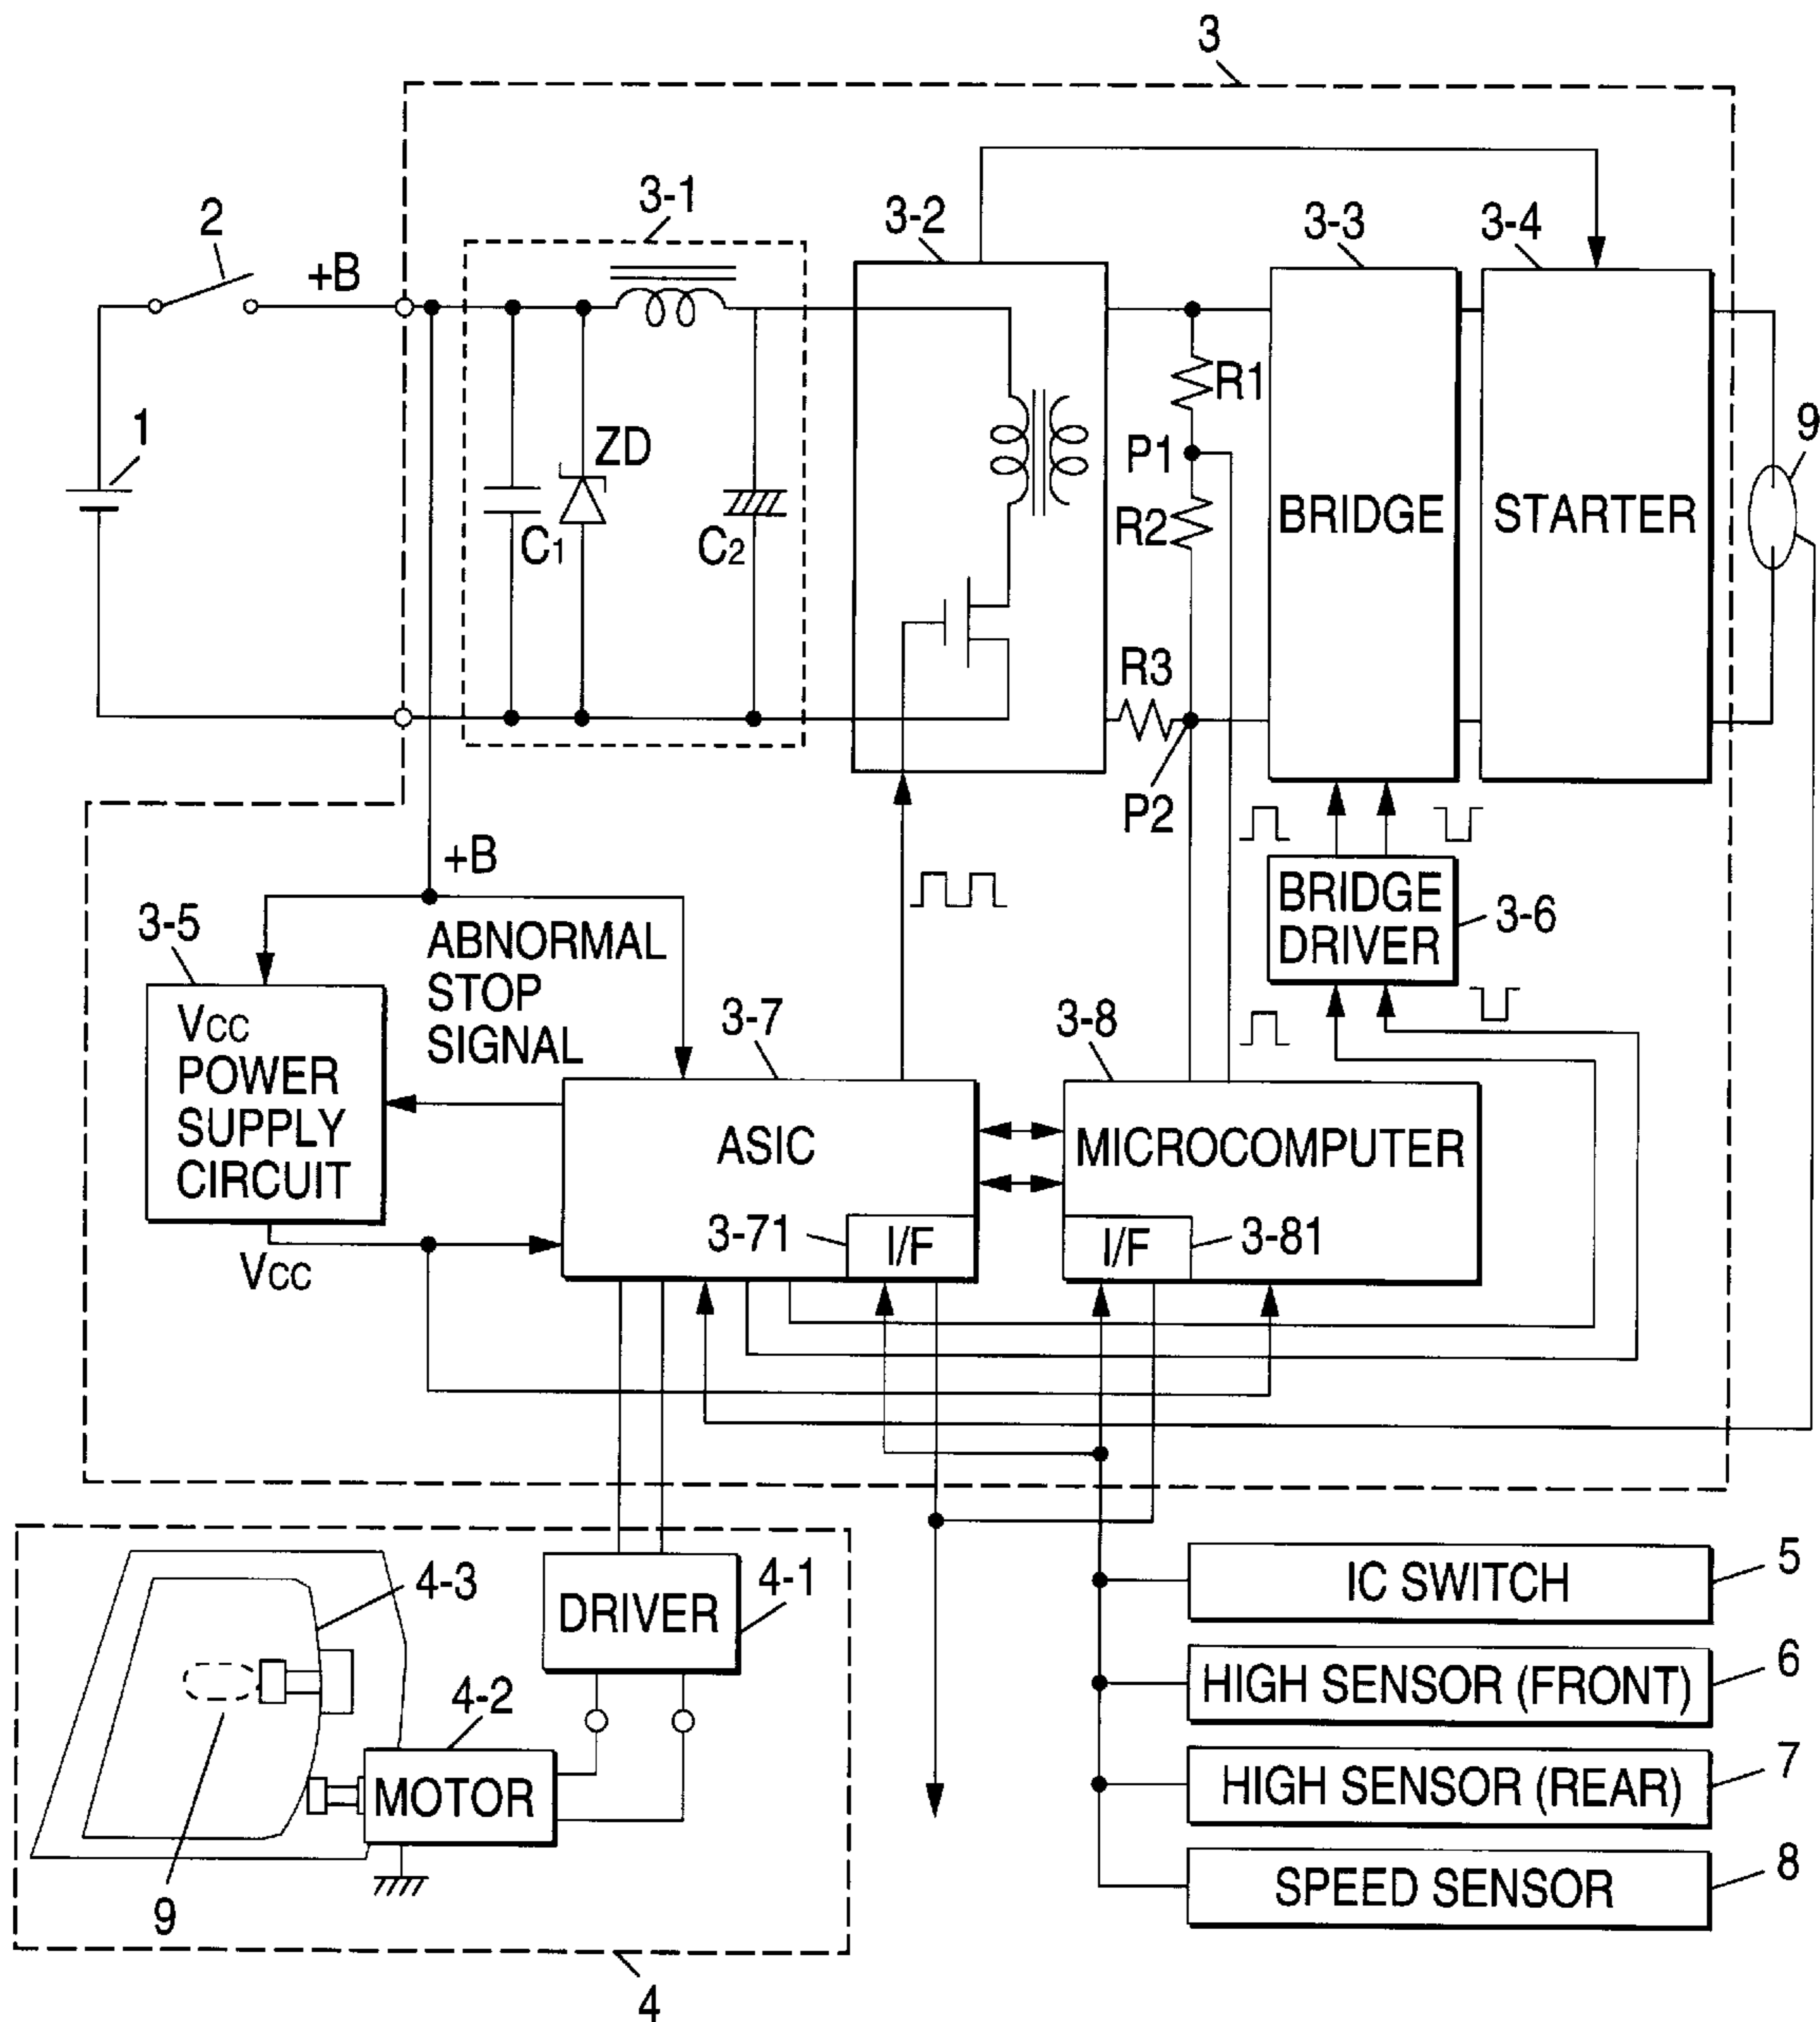 3
3-1
3-2
3-3
3-4
2
+B
1
ZD
C1
C2
R1
P1
R2
R3
P2
BRIDGE
STARTER
9
+B
3-5
ABNORMAL
STOP
SIGNAL
BRIDGE
DRIVER
3-6
VCC
POWER
SUPPLY
CIRCUIT
3-7
3-8
ASIC
MICROCOMPUTER
3-71
I/F
I/F
3-81
VCC
4-3
DRIVER
4-1
4-2
MOTOR
9
4
IC SWITCH
5
HIGH SENSOR (FRONT)
6
HIGH SENSOR (REAR)
7
SPEED SENSOR
8